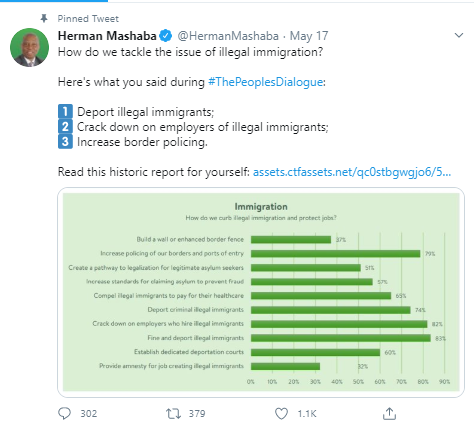 Pinned Tweet
Herman Mashaba @HermanMashaba · May 17
How do we tackle the issue of illegal immigration?
Here's what you said during #ThePeoplesDialogue:
1 Deport illegal immigrants;
2 Crack down on employers of illegal immigrants;
3 Increase border policing.
Read this historic report for yourself: assets.ctfassets.net/qc0stbgwgjo6/5...
Immigration
How do we curb illegal immigration and protect jobs?
Build a wall or enhanced border fence 37%
Increase policing of our borders and ports of entry 79%
Create a pathway to legalization for legitimate asylum seekers 51%
Increase standards for claiming asylum to prevent fraud 57%
Compel illegal immigrants to pay for their healthcare 65%
Deport criminal illegal immigrants 74%
Crack down on employers who hire illegal immigrants 82%
Fine and deport illegal immigrants 83%
Establish dedicated deportation courts 60%
Provide amnesty for job creating illegal immigrants 32%
0% 10% 20% 30% 40% 50% 60% 70% 80% 90%
302 379 1.1K